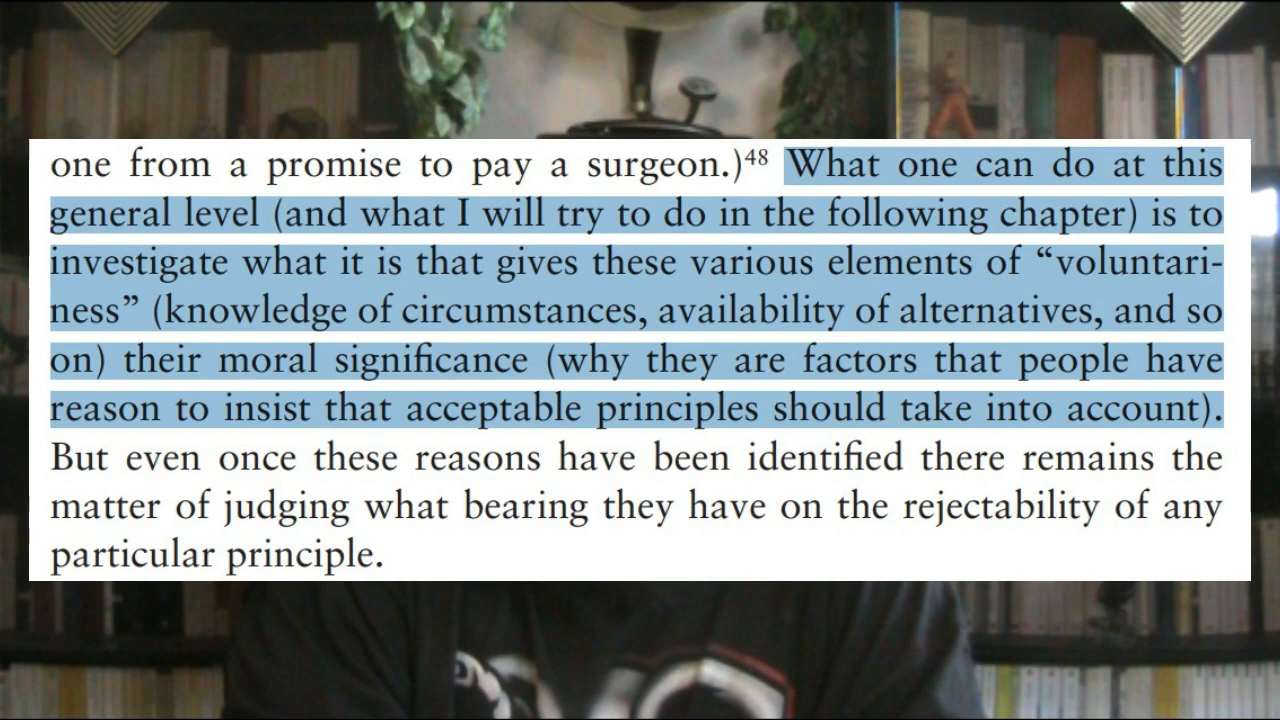 one from a promise to pay a surgeon.)⁴⁸ What one can do at this
general level (and what I will try to do in the following chapter) is to
investigate what it is that gives these various elements of “voluntari-
ness” (knowledge of circumstances, availability of alternatives, and so
on) their moral significance (why they are factors that people have
reason to insist that acceptable principles should take into account).
But even once these reasons have been identified there remains the
matter of judging what bearing they have on the rejectability of any
particular principle.